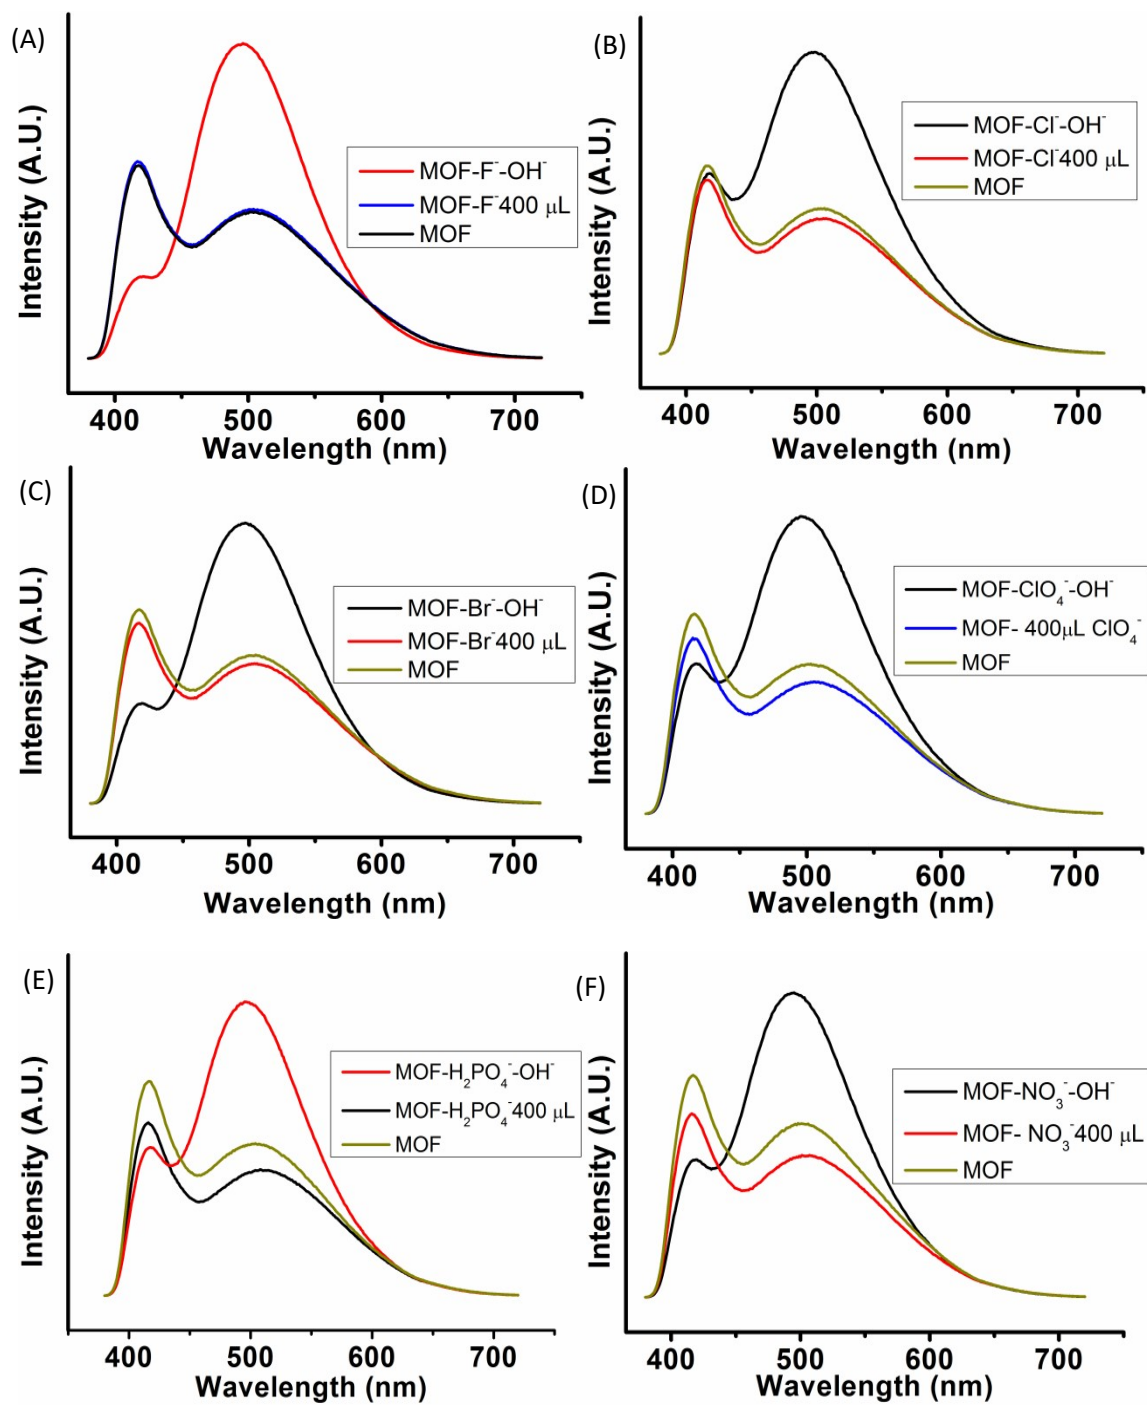 (A)
Intensity (A.U.)
MOF-F⁻-OH⁻
MOF-F⁻400 μL
MOF
400 500 600 700
Wavelength (nm)
(B)
Intensity (A.U.)
MOF-Cl⁻-OH⁻
MOF-Cl⁻400 μL
MOF
400 500 600 700
Wavelength (nm)
(C)
Intensity (A.U.)
MOF-Br⁻-OH⁻
MOF-Br⁻400 μL
MOF
400 500 600 700
Wavelength (nm)
(D)
Intensity (A.U.)
MOF-ClO₄⁻-OH⁻
MOF- 400μL ClO₄⁻
MOF
400 500 600 700
Wavelength (nm)
(E)
Intensity (A.U.)
MOF-H₂PO₄⁻-OH⁻
MOF-H₂PO₄⁻400 μL
MOF
400 500 600 700
Wavelength (nm)
(F)
Intensity (A.U.)
MOF-NO₃⁻-OH⁻
MOF- NO₃⁻400 μL
MOF
400 500 600 700
Wavelength (nm)